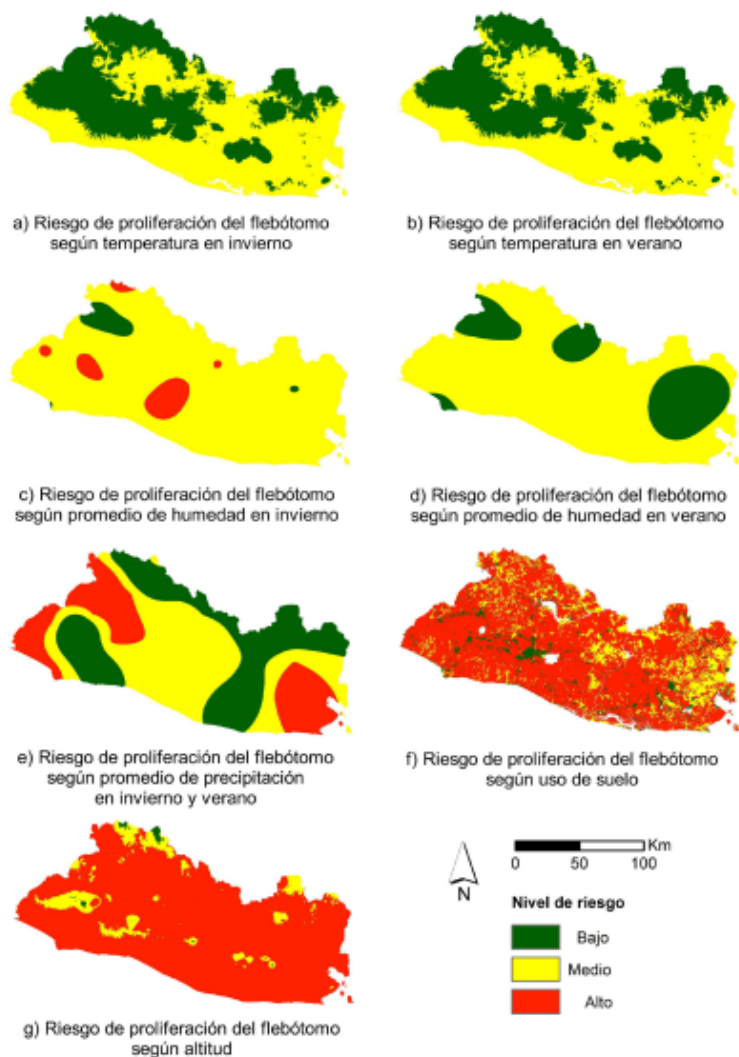 a) Riesgo de proliferación del flebótomo
según temperatura en invierno
b) Riesgo de proliferación del flebótomo
según temperatura en verano
c) Riesgo de proliferación del flebótomo
según promedio de humedad en invierno
d) Riesgo de proliferación del flebótomo
según promedio de humedad en verano
e) Riesgo de proliferación del flebótomo
según promedio de precipitación
en invierno y verano
f) Riesgo de proliferación del flebótomo
según uso de suelo
g) Riesgo de proliferación del flebótomo
según altitud
N
Km
0 50 100
Nivel de riesgo
Bajo
Medio
Alto